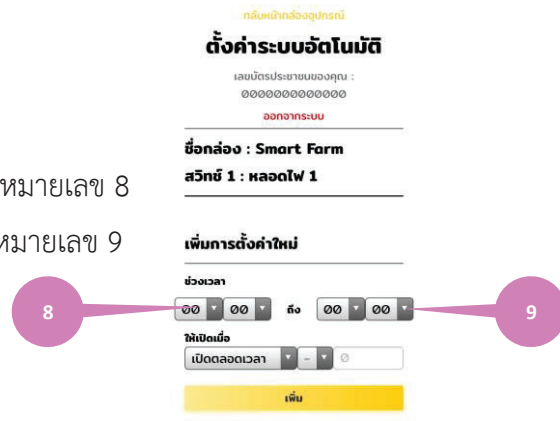 กลับหน้ากล่องอุปกรณ์
ตั้งค่าระบบอัตโนมัติ
เลขบัตรประชาชนของคุณ :
0000000000000
ออกจากระบบ
ชื่อกล่อง : Smart Farm
สวิทช์ 1 : หลอดไฟ 1
หมายเลข 8
หมายเลข 9
เพิ่มการตั้งค่าใหม่
ช่วงเวลา
8 00 00 ถึง 00 00 9
ให้เปิดเมื่อ
เปิดตลอดเวลา - 0
เพิ่ม